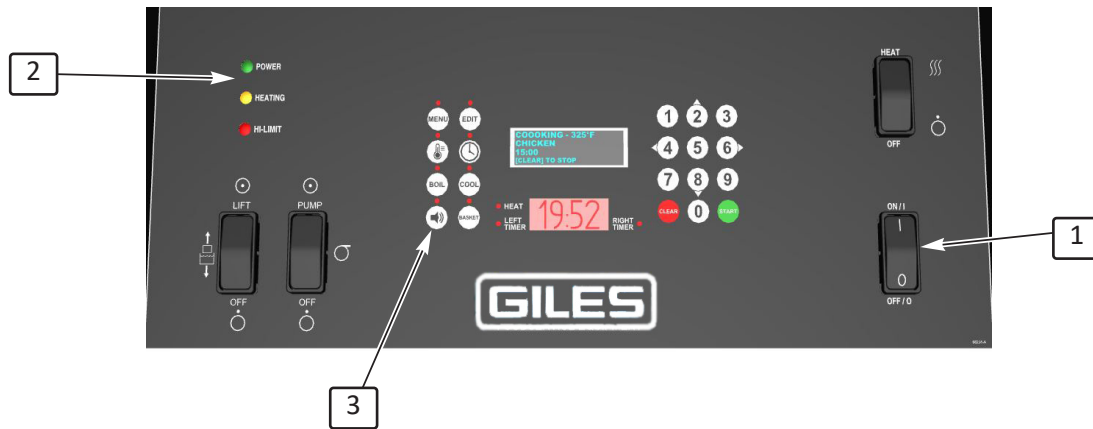 2
POWER
HEATING
HI-LIMIT
LIFT
OFF
PUMP
OFF
MENU
EDIT
BOIL
COOL
BASKET
COOOKING - 325°F
CHICKEN
15:00
[CLEAR] TO STOP
HEAT
LEFT
TIMER
19:52
RIGHT
TIMER
1 2 3
4 5 6
7 8 9
CLEAR 0 START
HEAT
OFF
ON / I
I
O
OFF / O
1
GILES
3